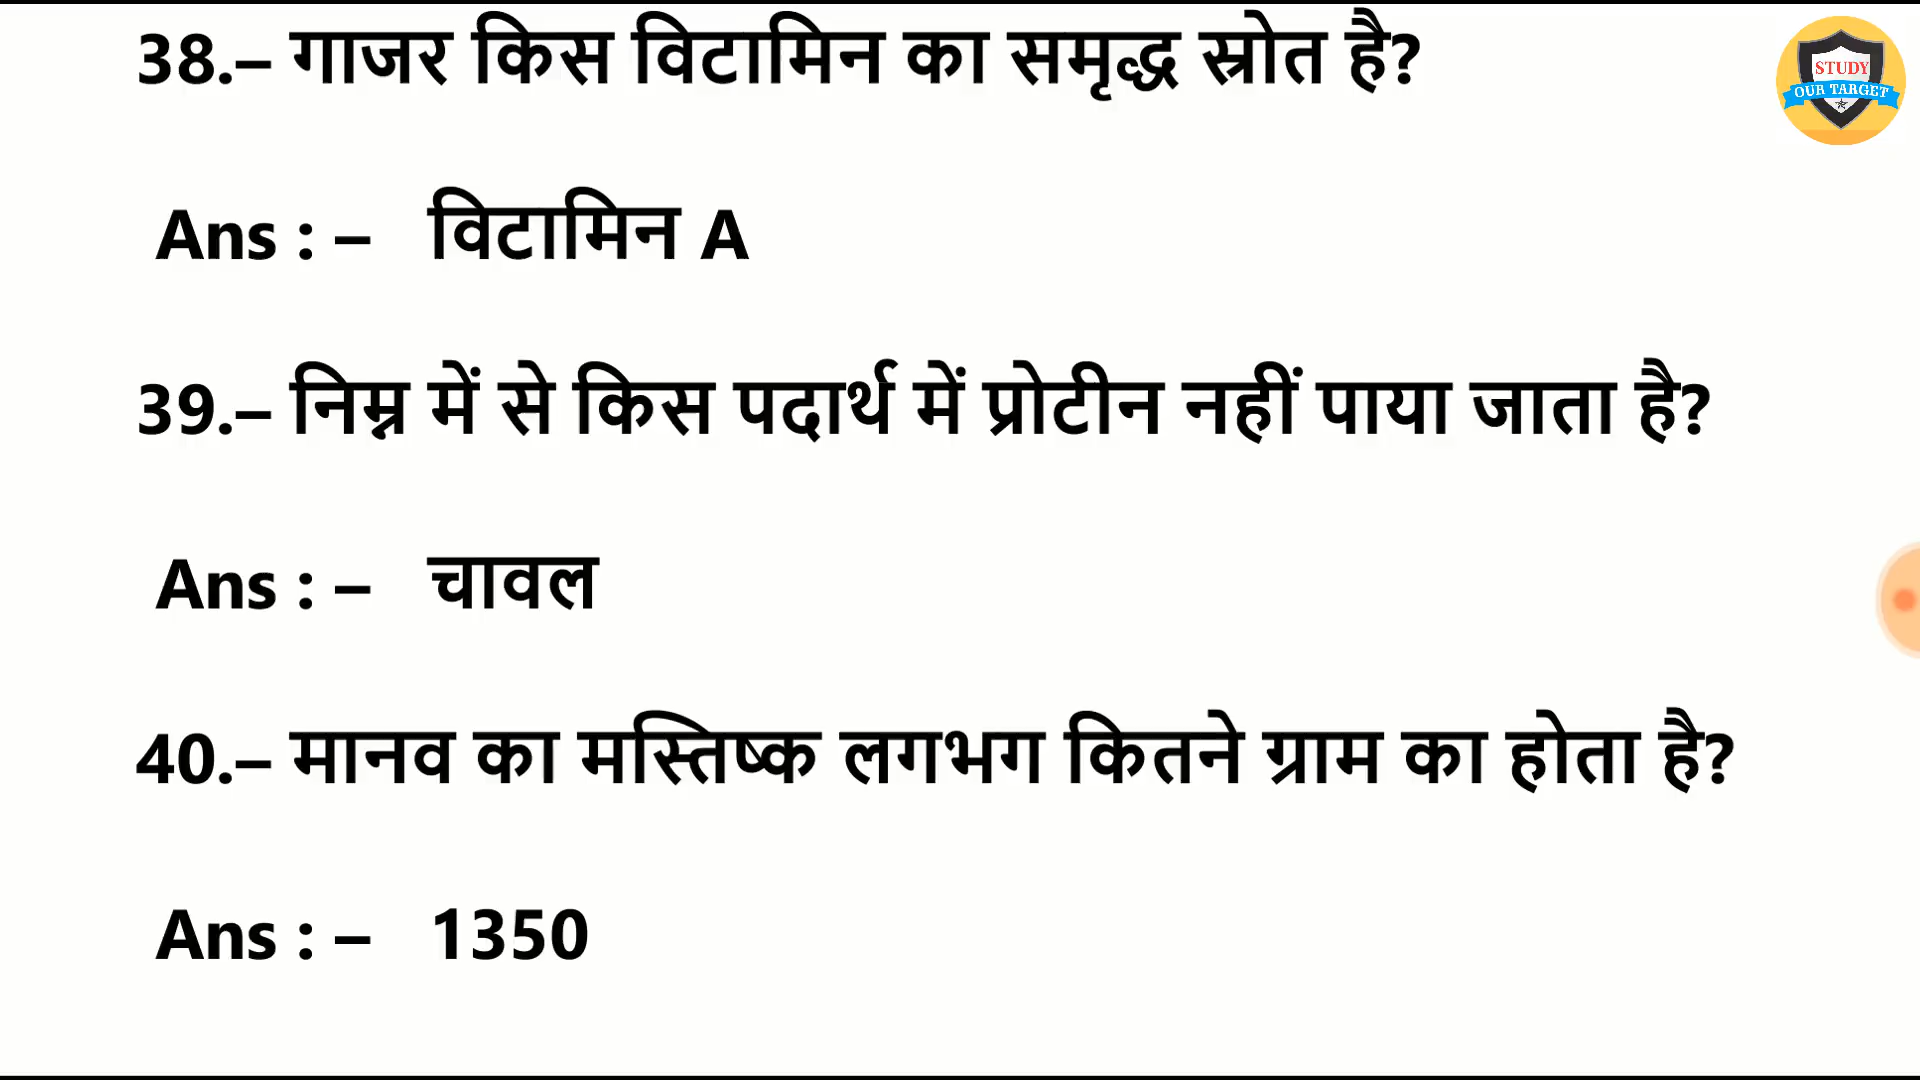 38.– गाजर किस विटामिन का समृद्ध स्रोत है?
STUDY
OUR TARGET
Ans : – विटामिन A
39.– निम्न में से किस पदार्थ में प्रोटीन नहीं पाया जाता है?
Ans : – चावल
40.– मानव का मस्तिष्क लगभग कितने ग्राम का होता है?
Ans : – 1350